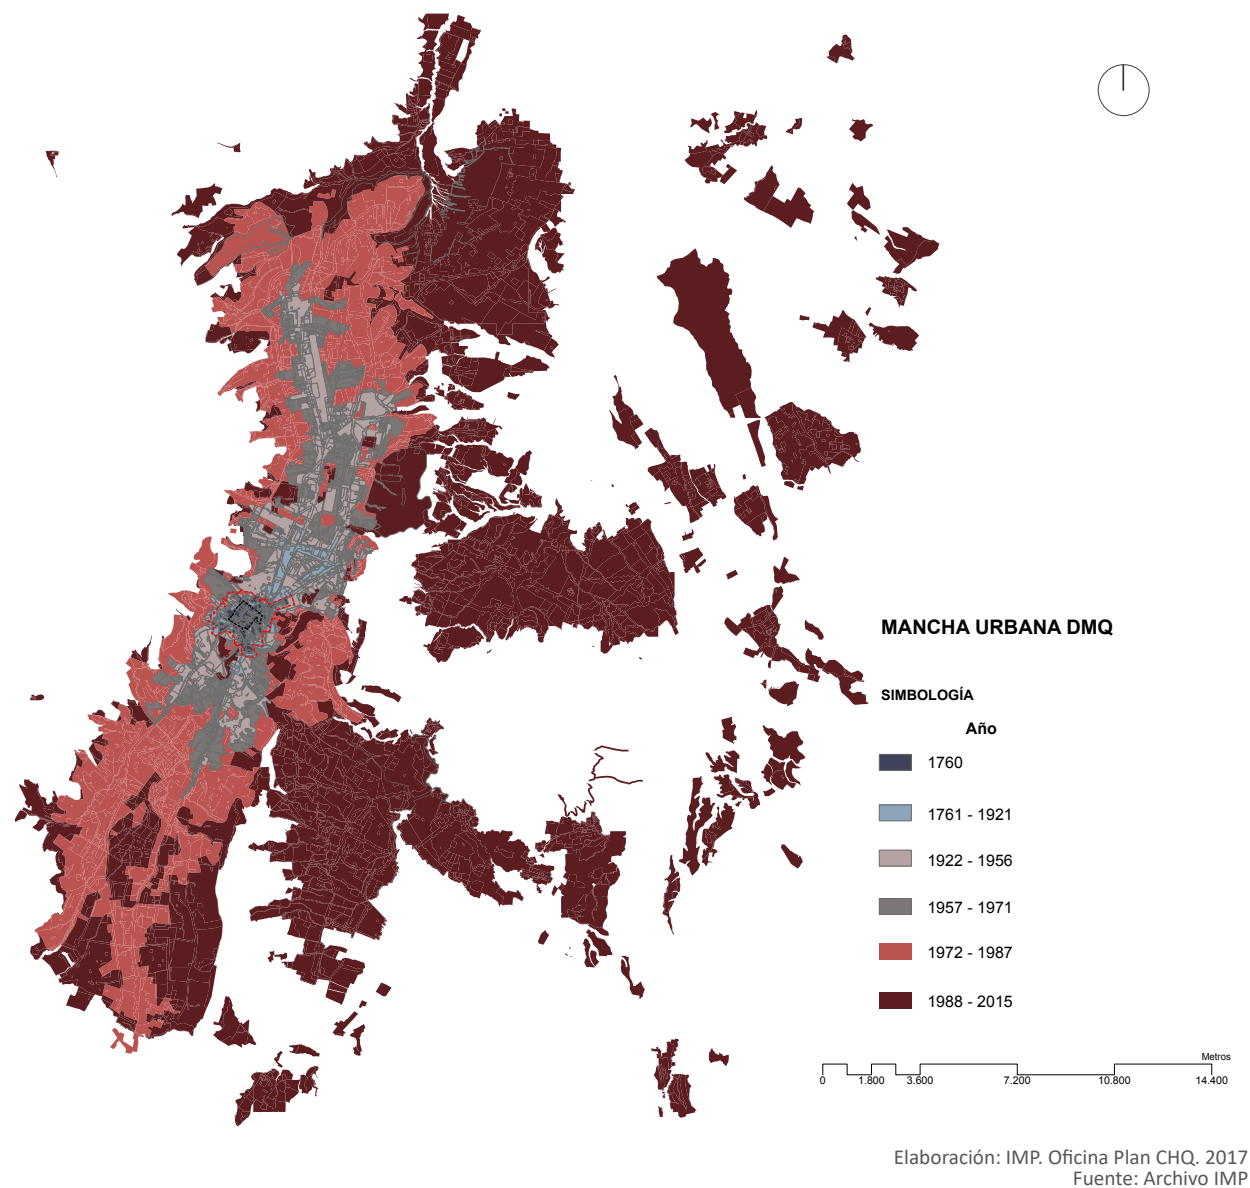 MANCHA URBANA DMQ
SIMBOLOGÍA
Año
1760
1761 - 1921
1922 - 1956
1957 - 1971
1972 - 1987
1988 - 2015
Metros
0 1.800 3.600 7.200 10.800 14.400
Elaboración: IMP. Oficina Plan CHQ. 2017
Fuente: Archivo IMP